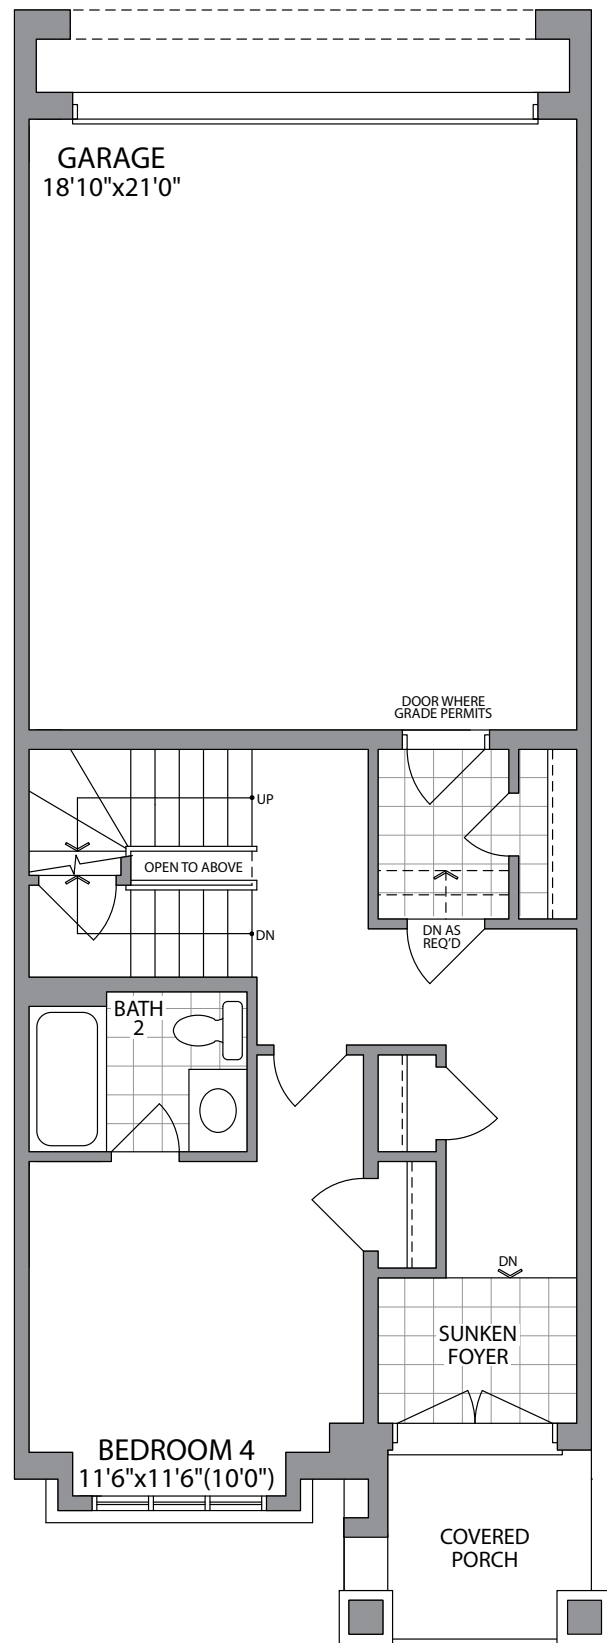 GARAGE
18'10"x21'0"
DOOR WHERE
GRADE PERMITS
UP
OPEN TO ABOVE
DN
DN AS
REQ'D
BATH
2
DN
SUNKEN
FOYER
BEDROOM 4
11'6"x11'6"(10'0")
COVERED
PORCH